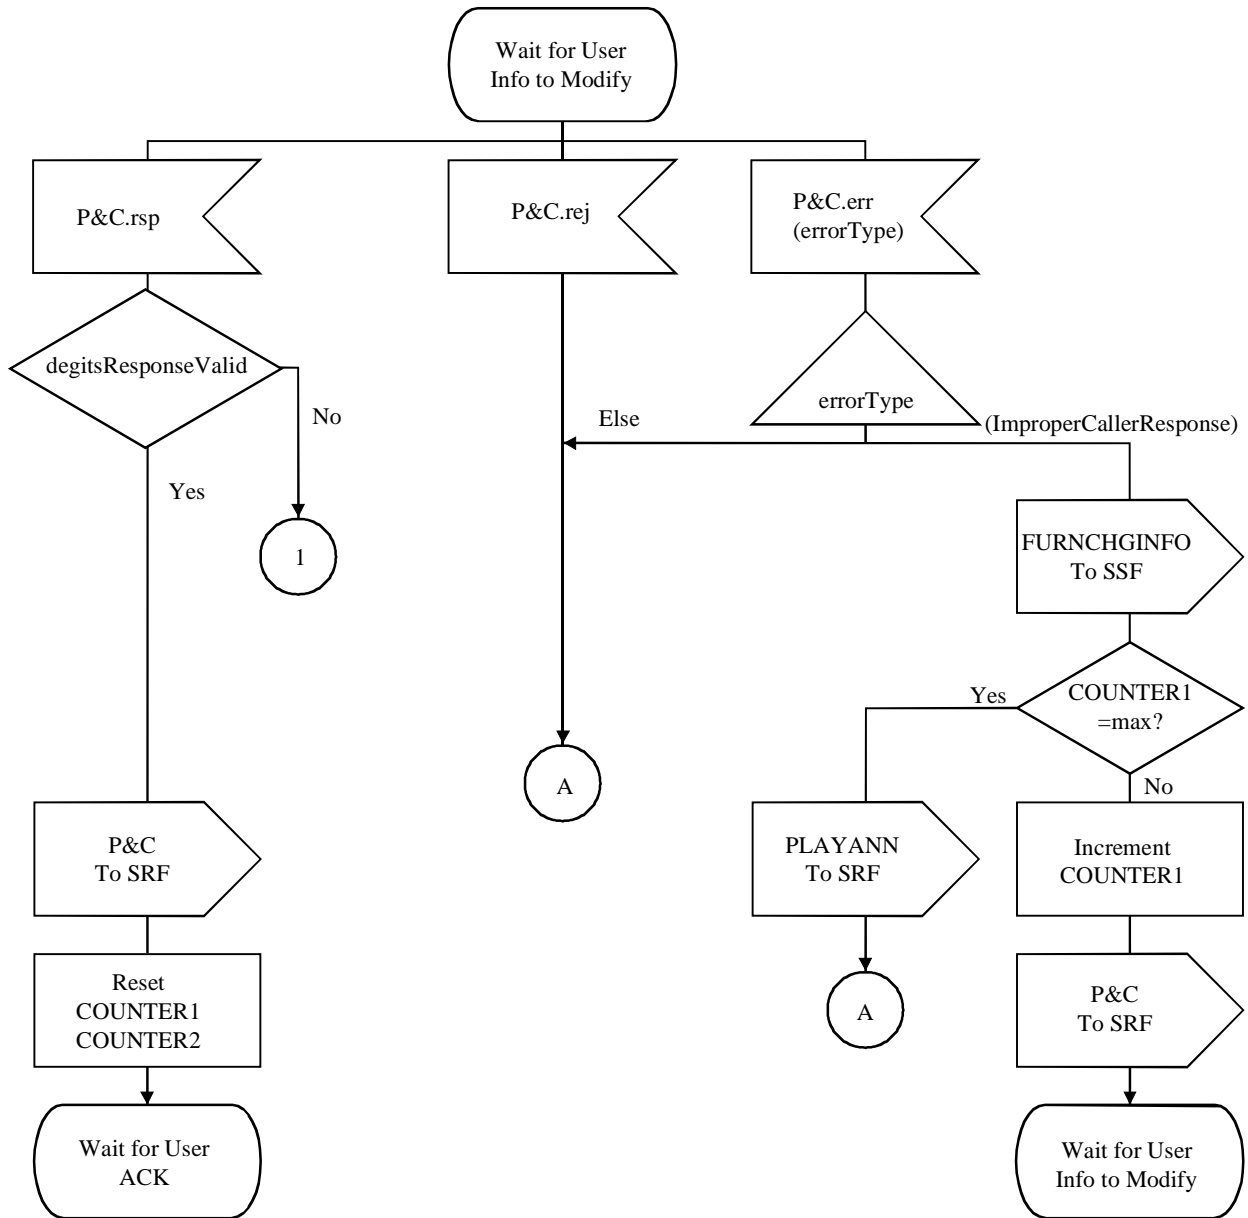 Wait for User
Info to Modify
P&C.rsp
P&C.rej
P&C.err
(errorType)
degitsResponseValid
No
Yes
1
errorType
Else
(ImproperCallerResponse)
FURNCHGINFO
To SSF
COUNTER1
=max?
Yes
No
A
P&C
To SRF
PLAYANN
To SRF
Increment
COUNTER1
Reset
COUNTER1
COUNTER2
A
P&C
To SRF
Wait for User
ACK
Wait for User
Info to Modify